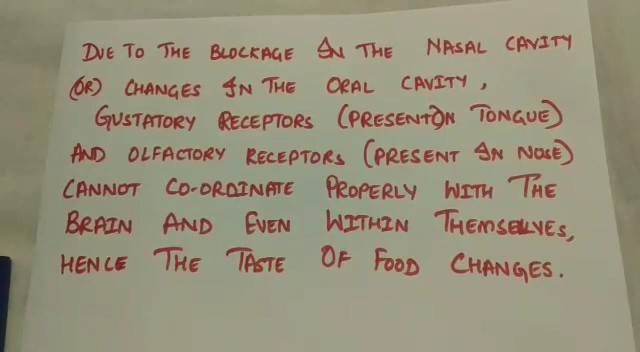 DUE TO THE BLOCKAGE IN THE NASAL CAVITY
(OR) CHANGES IN THE ORAL CAVITY,
GUSTATORY RECEPTORS (PRESENT ON TONGUE)
AND OLFACTORY RECEPTORS (PRESENT IN NOSE)
CANNOT CO-ORDINATE PROPERLY WITH THE
BRAIN AND EVEN WITHIN THEMSELVES,
HENCE THE TASTE OF FOOD CHANGES.